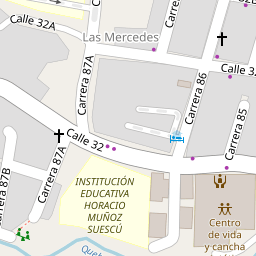 Calle 32A
Las Mercedes
Carrera 87A
Calle 3
Carrera 86
Carrera 85
Calle 32
Carrera 87A
Carrera 87B
INSTITUCIÓN
EDUCATIVA
HORACIO
MUÑOZ
SUESCÚ
Centro
de vida
y cancha
Queb